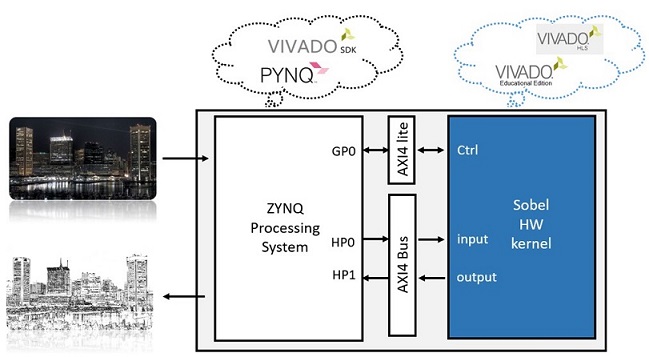 VIVADO SDK
PYNQ
VIVADO
HLS
VIVADO
Educational Edition
ZYNQ
Processing
System
GP0
HP0
HP1
AXI4 lite
AXI4 Bus
Ctrl
input
output
Sobel
HW
kernel